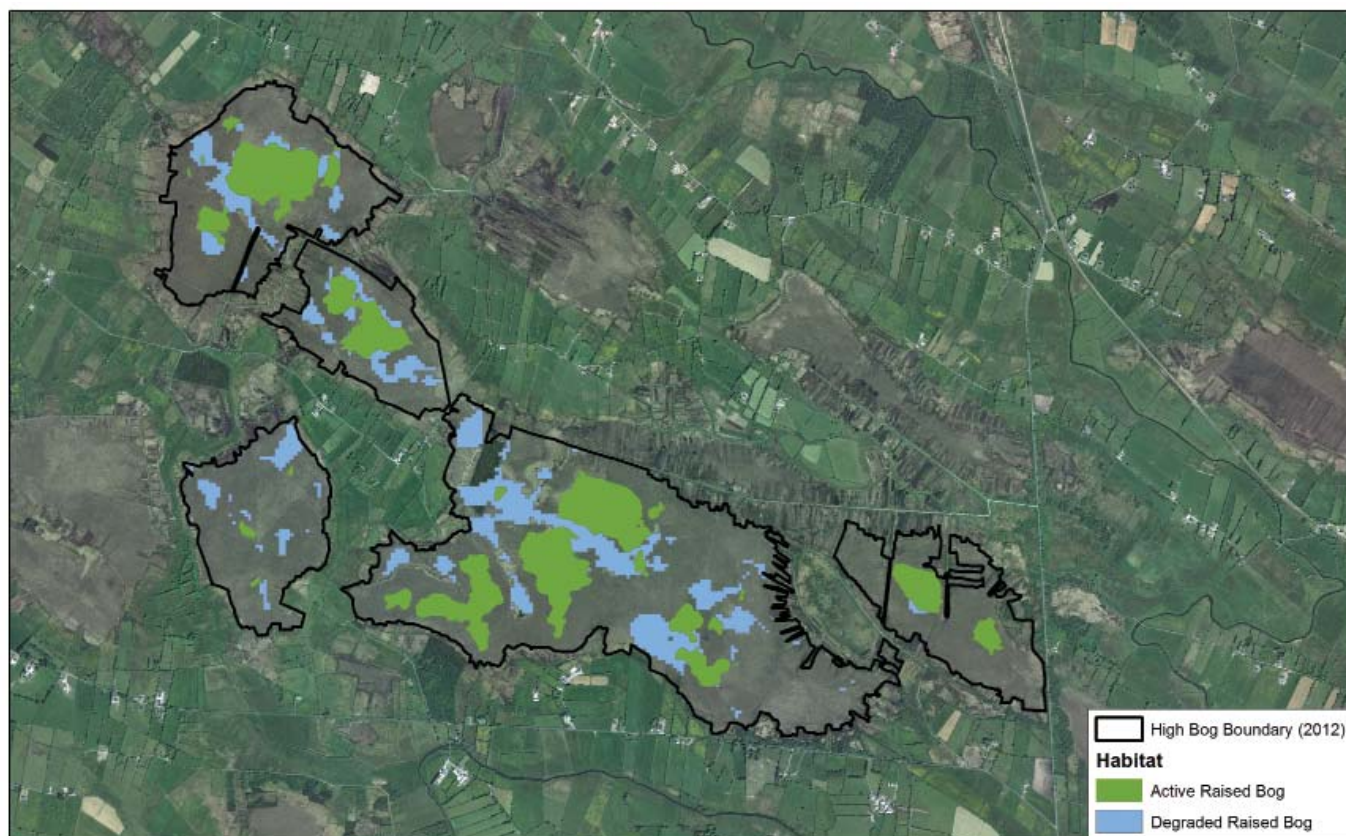 High Bog Boundary (2012)
Habitat
Active Raised Bog
Degraded Raised Bog